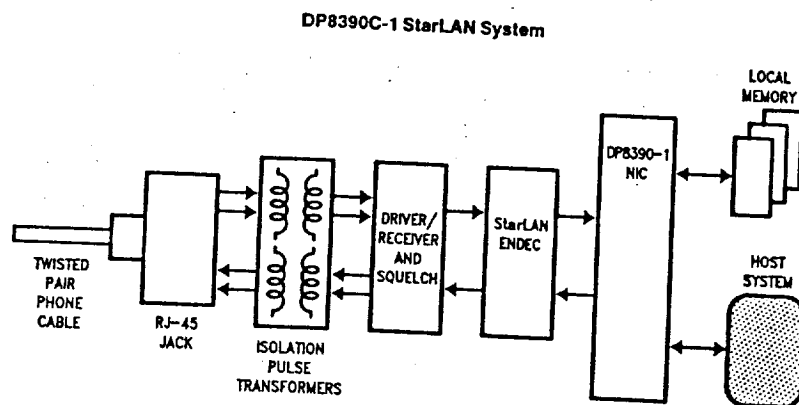 DP8390C-1 StarLAN System
LOCAL
MEMORY
DP8390-1
NIC
DRIVER/
RECEIVER
AND
SQUELCH
StarLAN
ENDEC
TWISTED
PAIR
PHONE
CABLE
RJ-45
JACK
ISOLATION
PULSE
TRANSFORMERS
HOST
SYSTEM